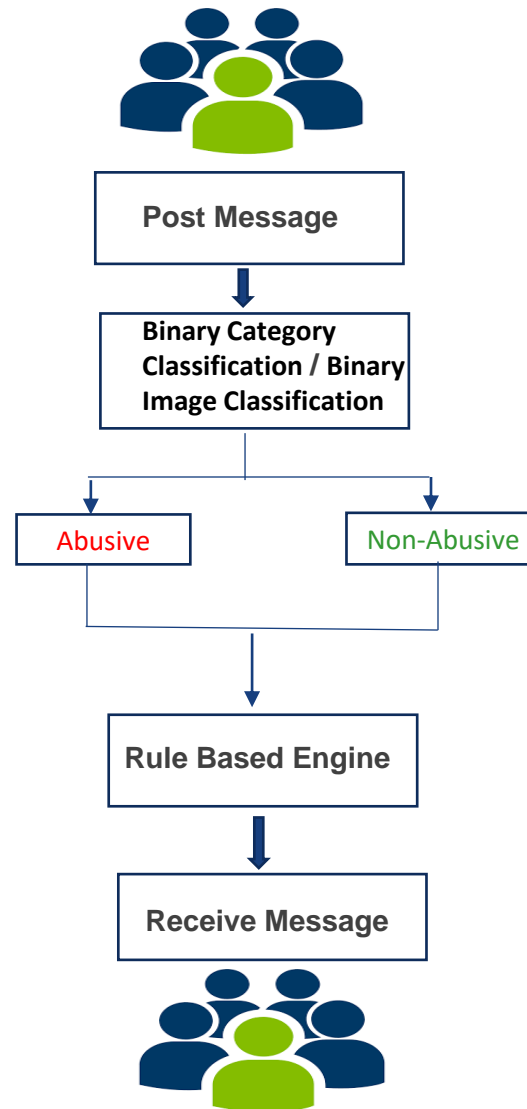 Post Message
Binary Category
Classification / Binary
Image Classification
Abusive
Non-Abusive
Rule Based Engine
Receive Message